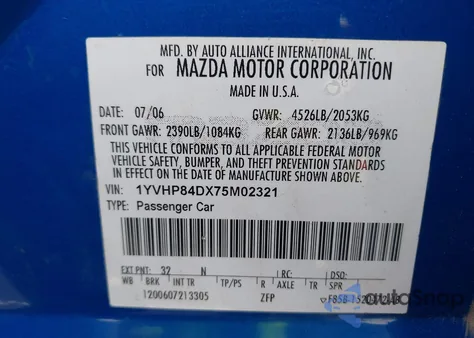 MFD. BY AUTO ALLIANCE INTERNATIONAL, INC.
FOR MAZDA MOTOR CORPORATION
MADE IN U.S.A.
DATE: 07/06 GVWR: 4526LB/2053KG
FRONT GAWR: 2390LB/1084KG REAR GAWR: 2136LB/969KG
THIS VEHICLE CONFORMS TO ALL APPLICABLE FEDERAL MOTOR
VEHICLE SAFETY, BUMPER, AND THEFT PREVENTION STANDARDS
IN EFFECT ON THE DATE OF MANUFACTURE SHOWN ABOVE.
VIN: 1YVHP84DX75M02321
TYPE: Passenger Car
EXT PNT: 32 N RC: DSO:
WB BRK INT TR TP/PS R AXLE TR SPR
1200607213305 ZFP
autoSnap